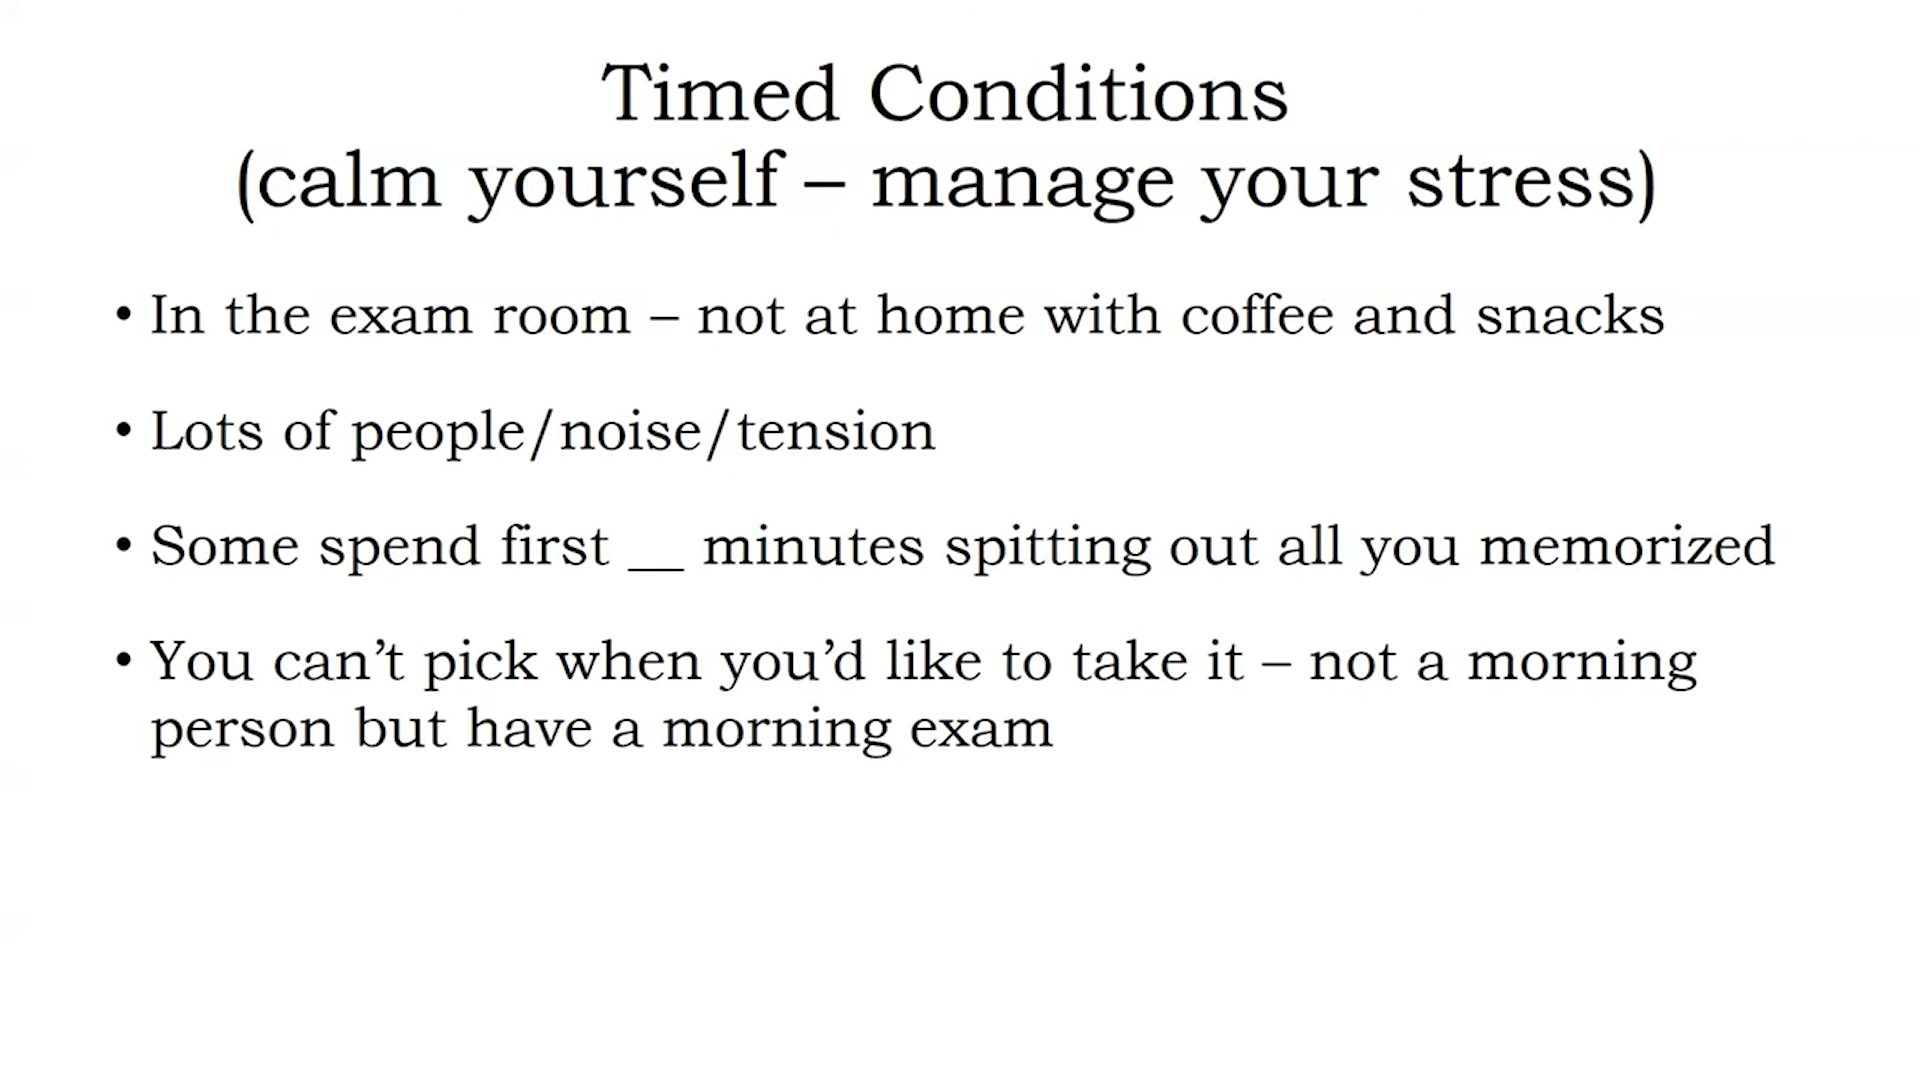 Timed Conditions
(calm yourself – manage your stress)
• In the exam room – not at home with coffee and snacks
• Lots of people/noise/tension
• Some spend first __ minutes spitting out all you memorized
• You can’t pick when you’d like to take it – not a morning
person but have a morning exam